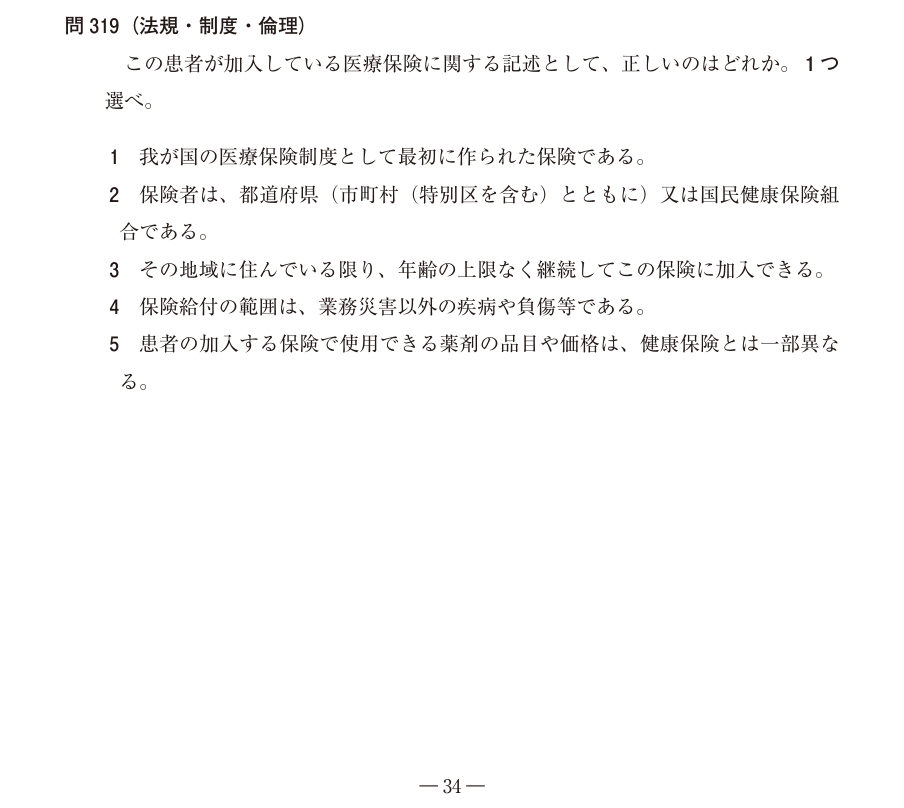 問 319（法規・制度・倫理）
この患者が加入している医療保険に関する記述として、正しいのはどれか。1つ
選べ。
1 我が国の医療保険制度として最初に作られた保険である。
2 保険者は、都道府県（市町村（特別区を含む）とともに）又は国民健康保険組
合である。
3 その地域に住んでいる限り、年齢の上限なく継続してこの保険に加入できる。
4 保険給付の範囲は、業務災害以外の疾病や負傷等である。
5 患者の加入する保険で使用できる薬剤の品目や価格は、健康保険とは一部異な
る。
― 34 ―